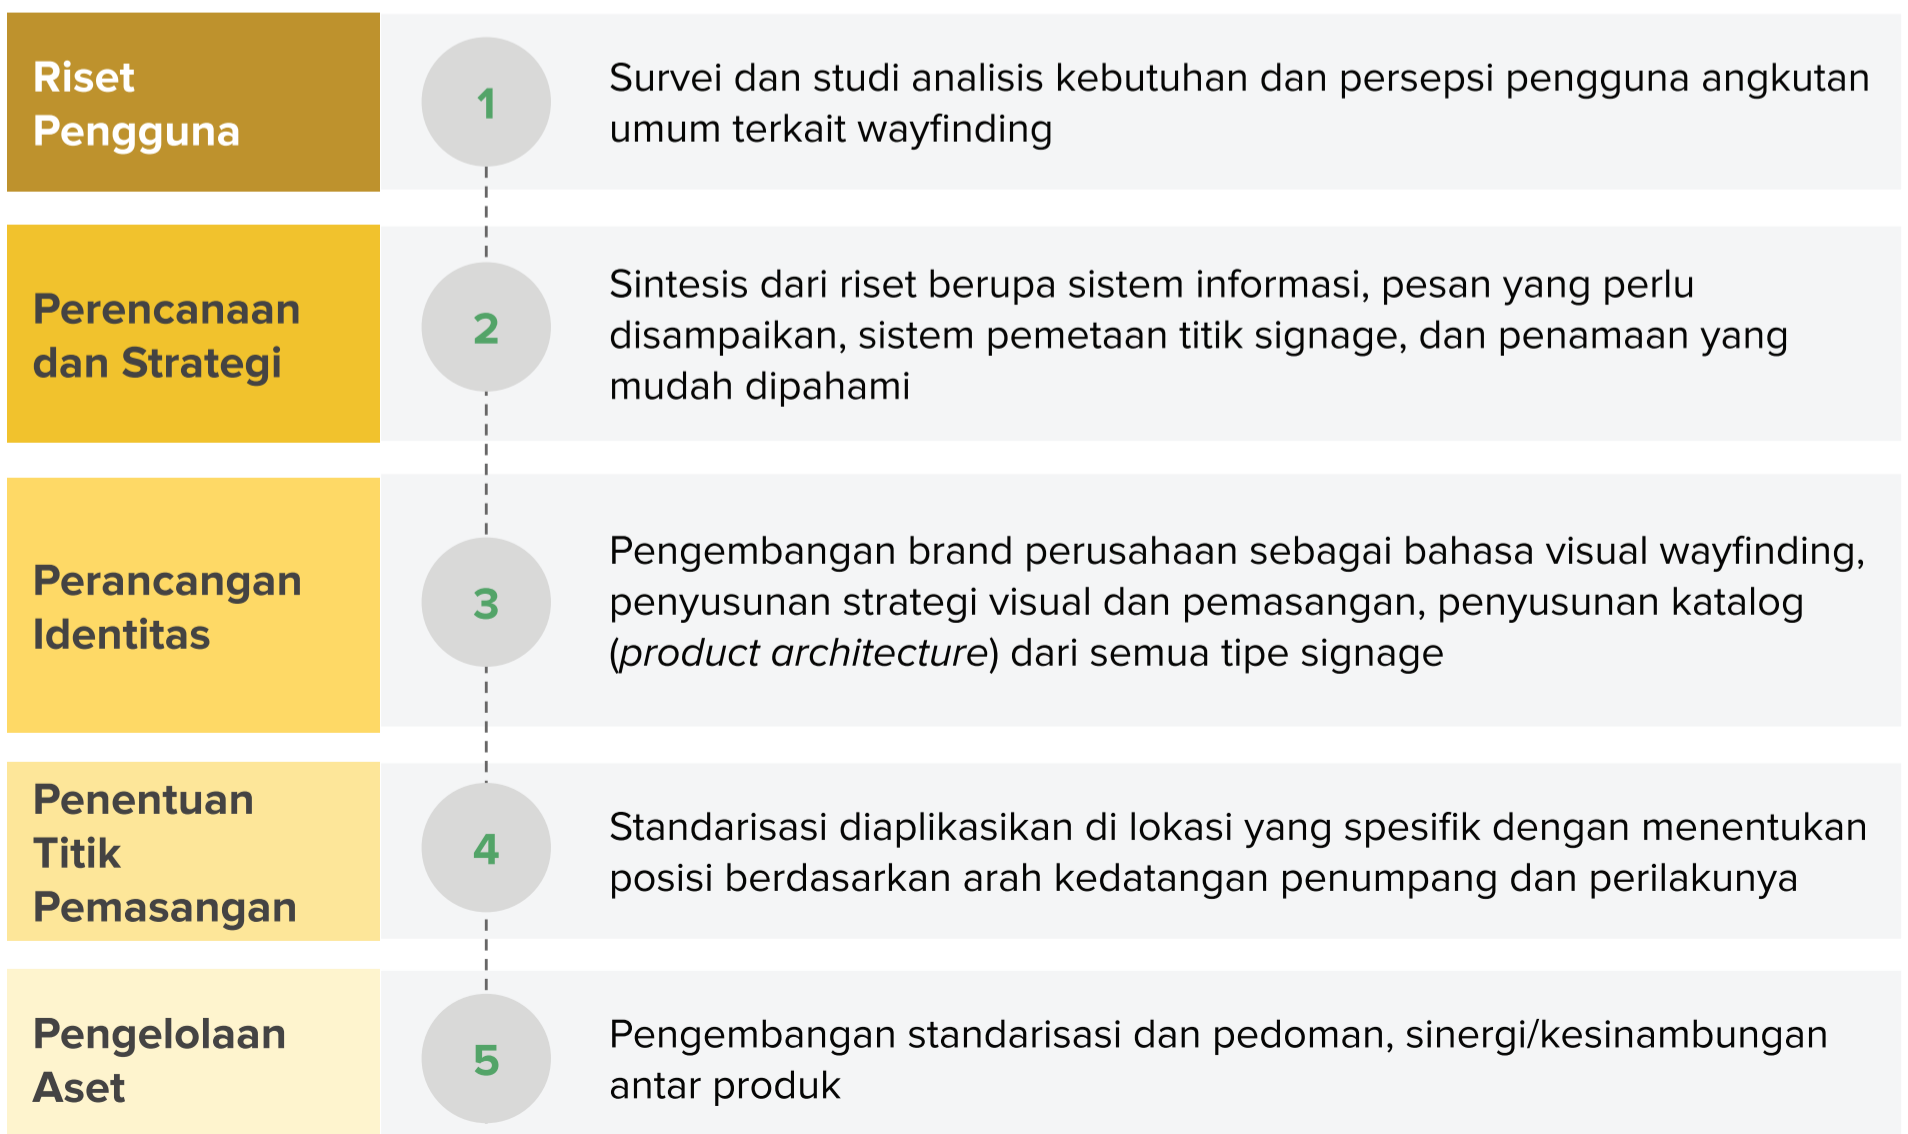 Riset
Pengguna
1
Survei dan studi analisis kebutuhan dan persepsi pengguna angkutan
umum terkait wayfinding
Perencanaan
dan Strategi
2
Sintesis dari riset berupa sistem informasi, pesan yang perlu
disampaikan, sistem pemetaan titik signage, dan penamaan yang
mudah dipahami
Perancangan
Identitas
3
Pengembangan brand perusahaan sebagai bahasa visual wayfinding,
penyusunan strategi visual dan pemasangan, penyusunan katalog
(product architecture) dari semua tipe signage
Penentuan
Titik
Pemasangan
4
Standarisasi diaplikasikan di lokasi yang spesifik dengan menentukan
posisi berdasarkan arah kedatangan penumpang dan perilakunya
Pengelolaan
Aset
5
Pengembangan standarisasi dan pedoman, sinergi/kesinambungan
antar produk